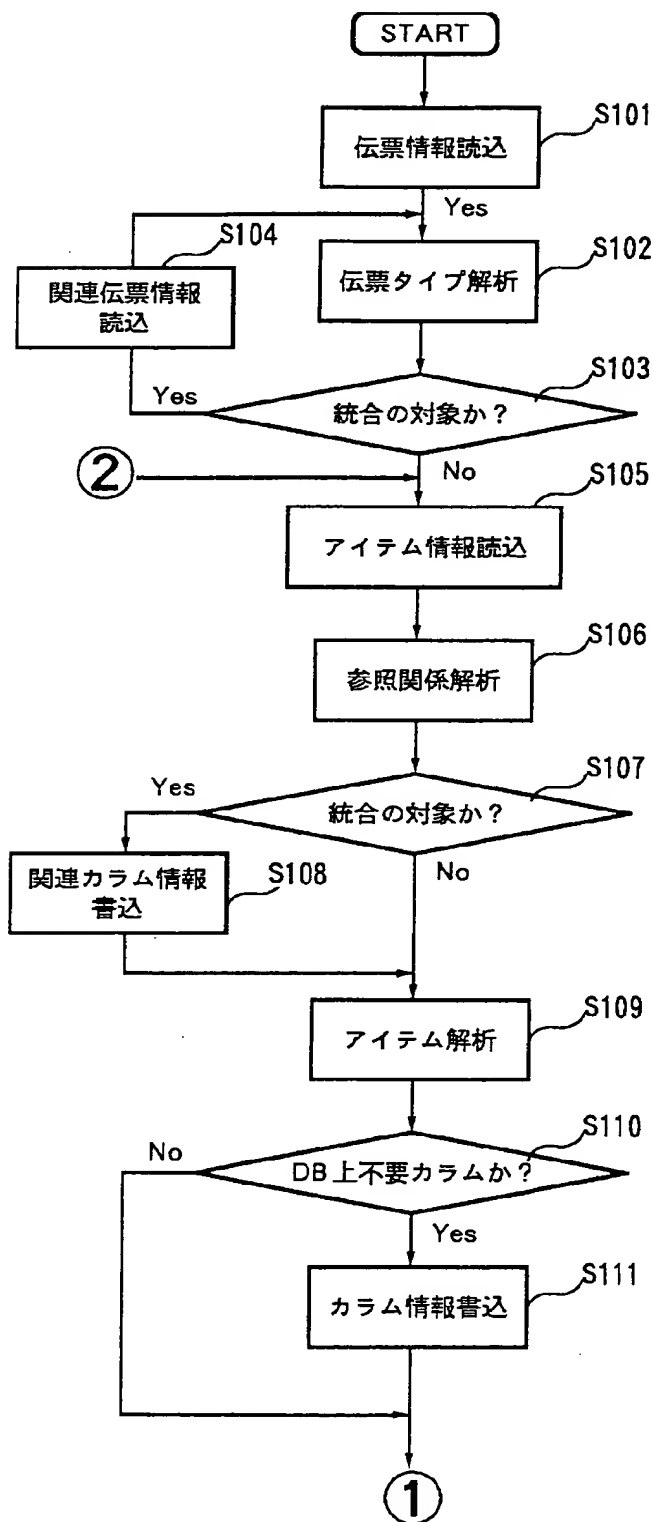 START
S101
伝票情報読込
Yes
S104
S102
関連伝票情報
読込
伝票タイプ解析
S103
Yes
統合の対象か?
②
No
S105
アイテム情報読込
S106
参照関係解析
S107
Yes
統合の対象か?
関連カラム情報
書込
S108
No
S109
アイテム解析
S110
No
DB上不要カラムか?
Yes
S111
カラム情報書込
①